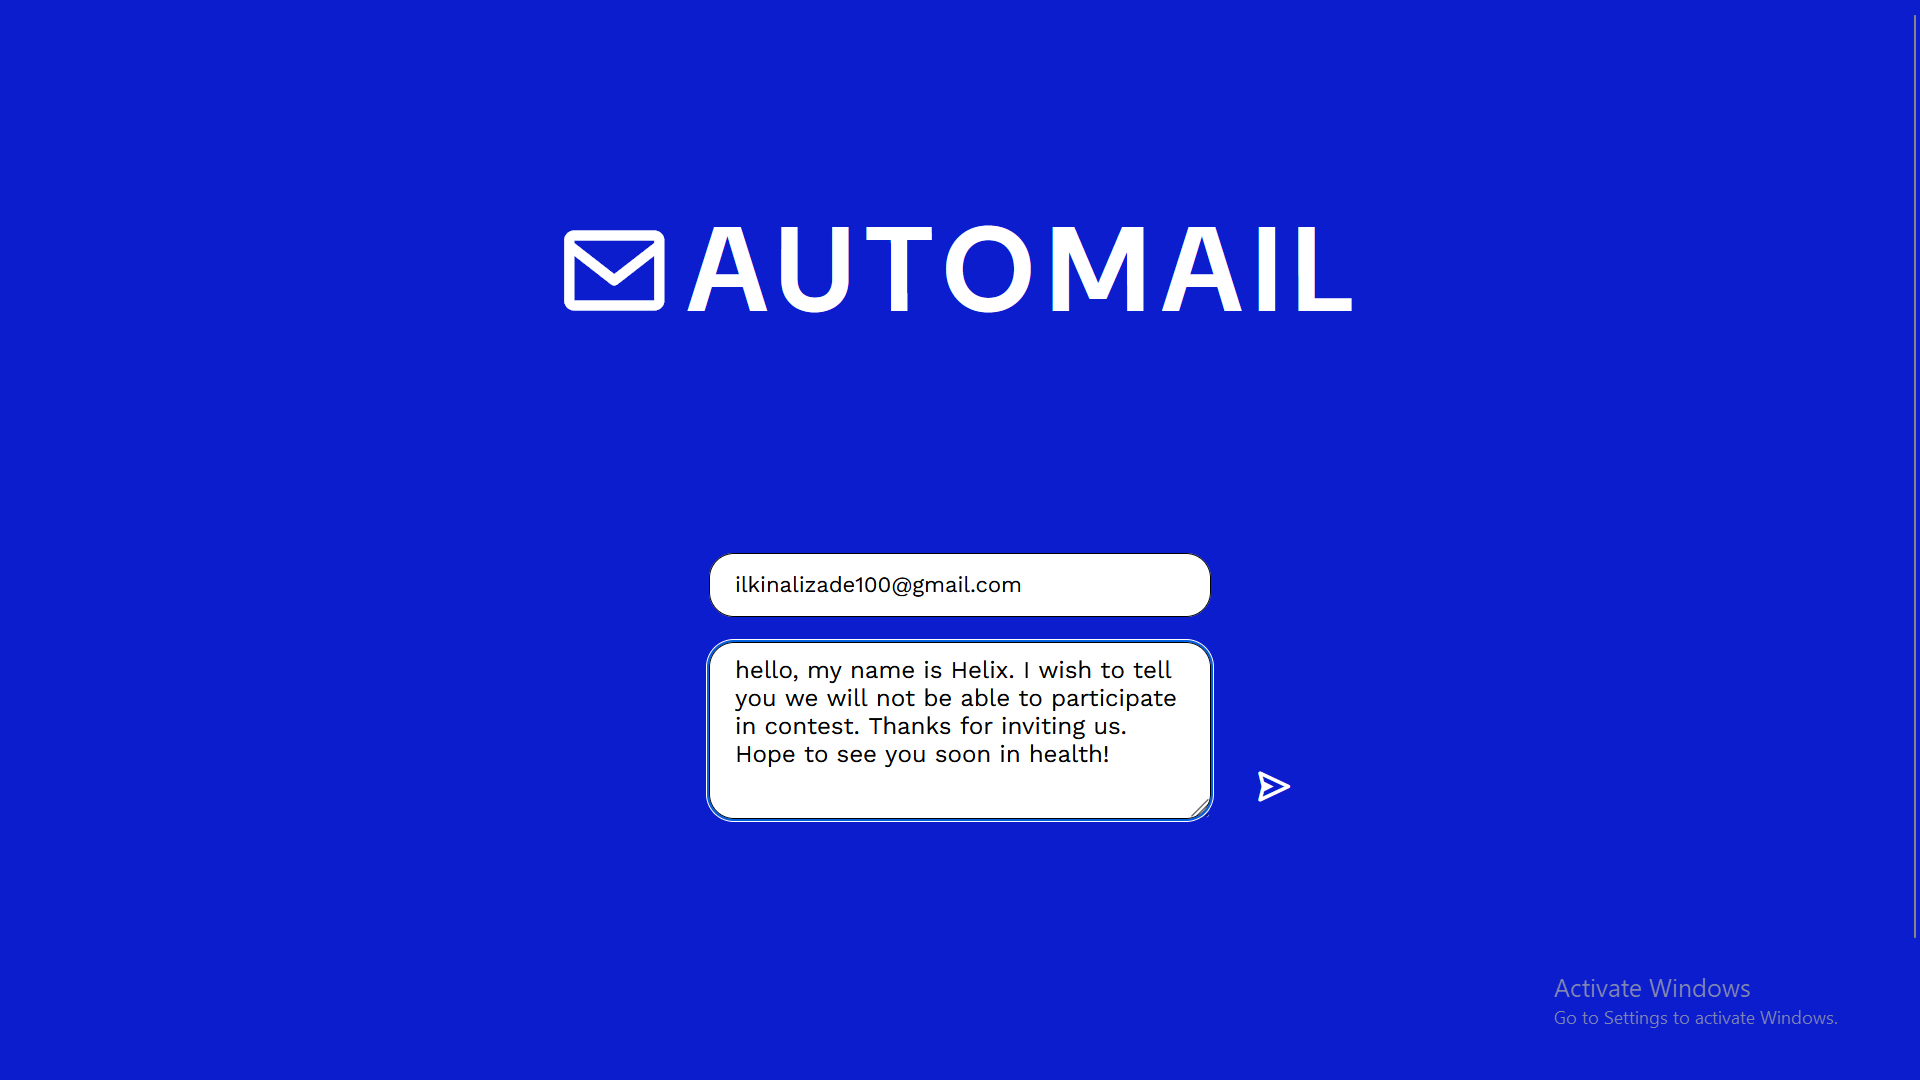 AUTOMAIL
ilkinalizade100@gmail.com
hello, my name is Helix. I wish to tell
you we will not be able to participate
in contest. Thanks for inviting us.
Hope to see you soon in health!
Activate Windows
Go to Settings to activate Windows.